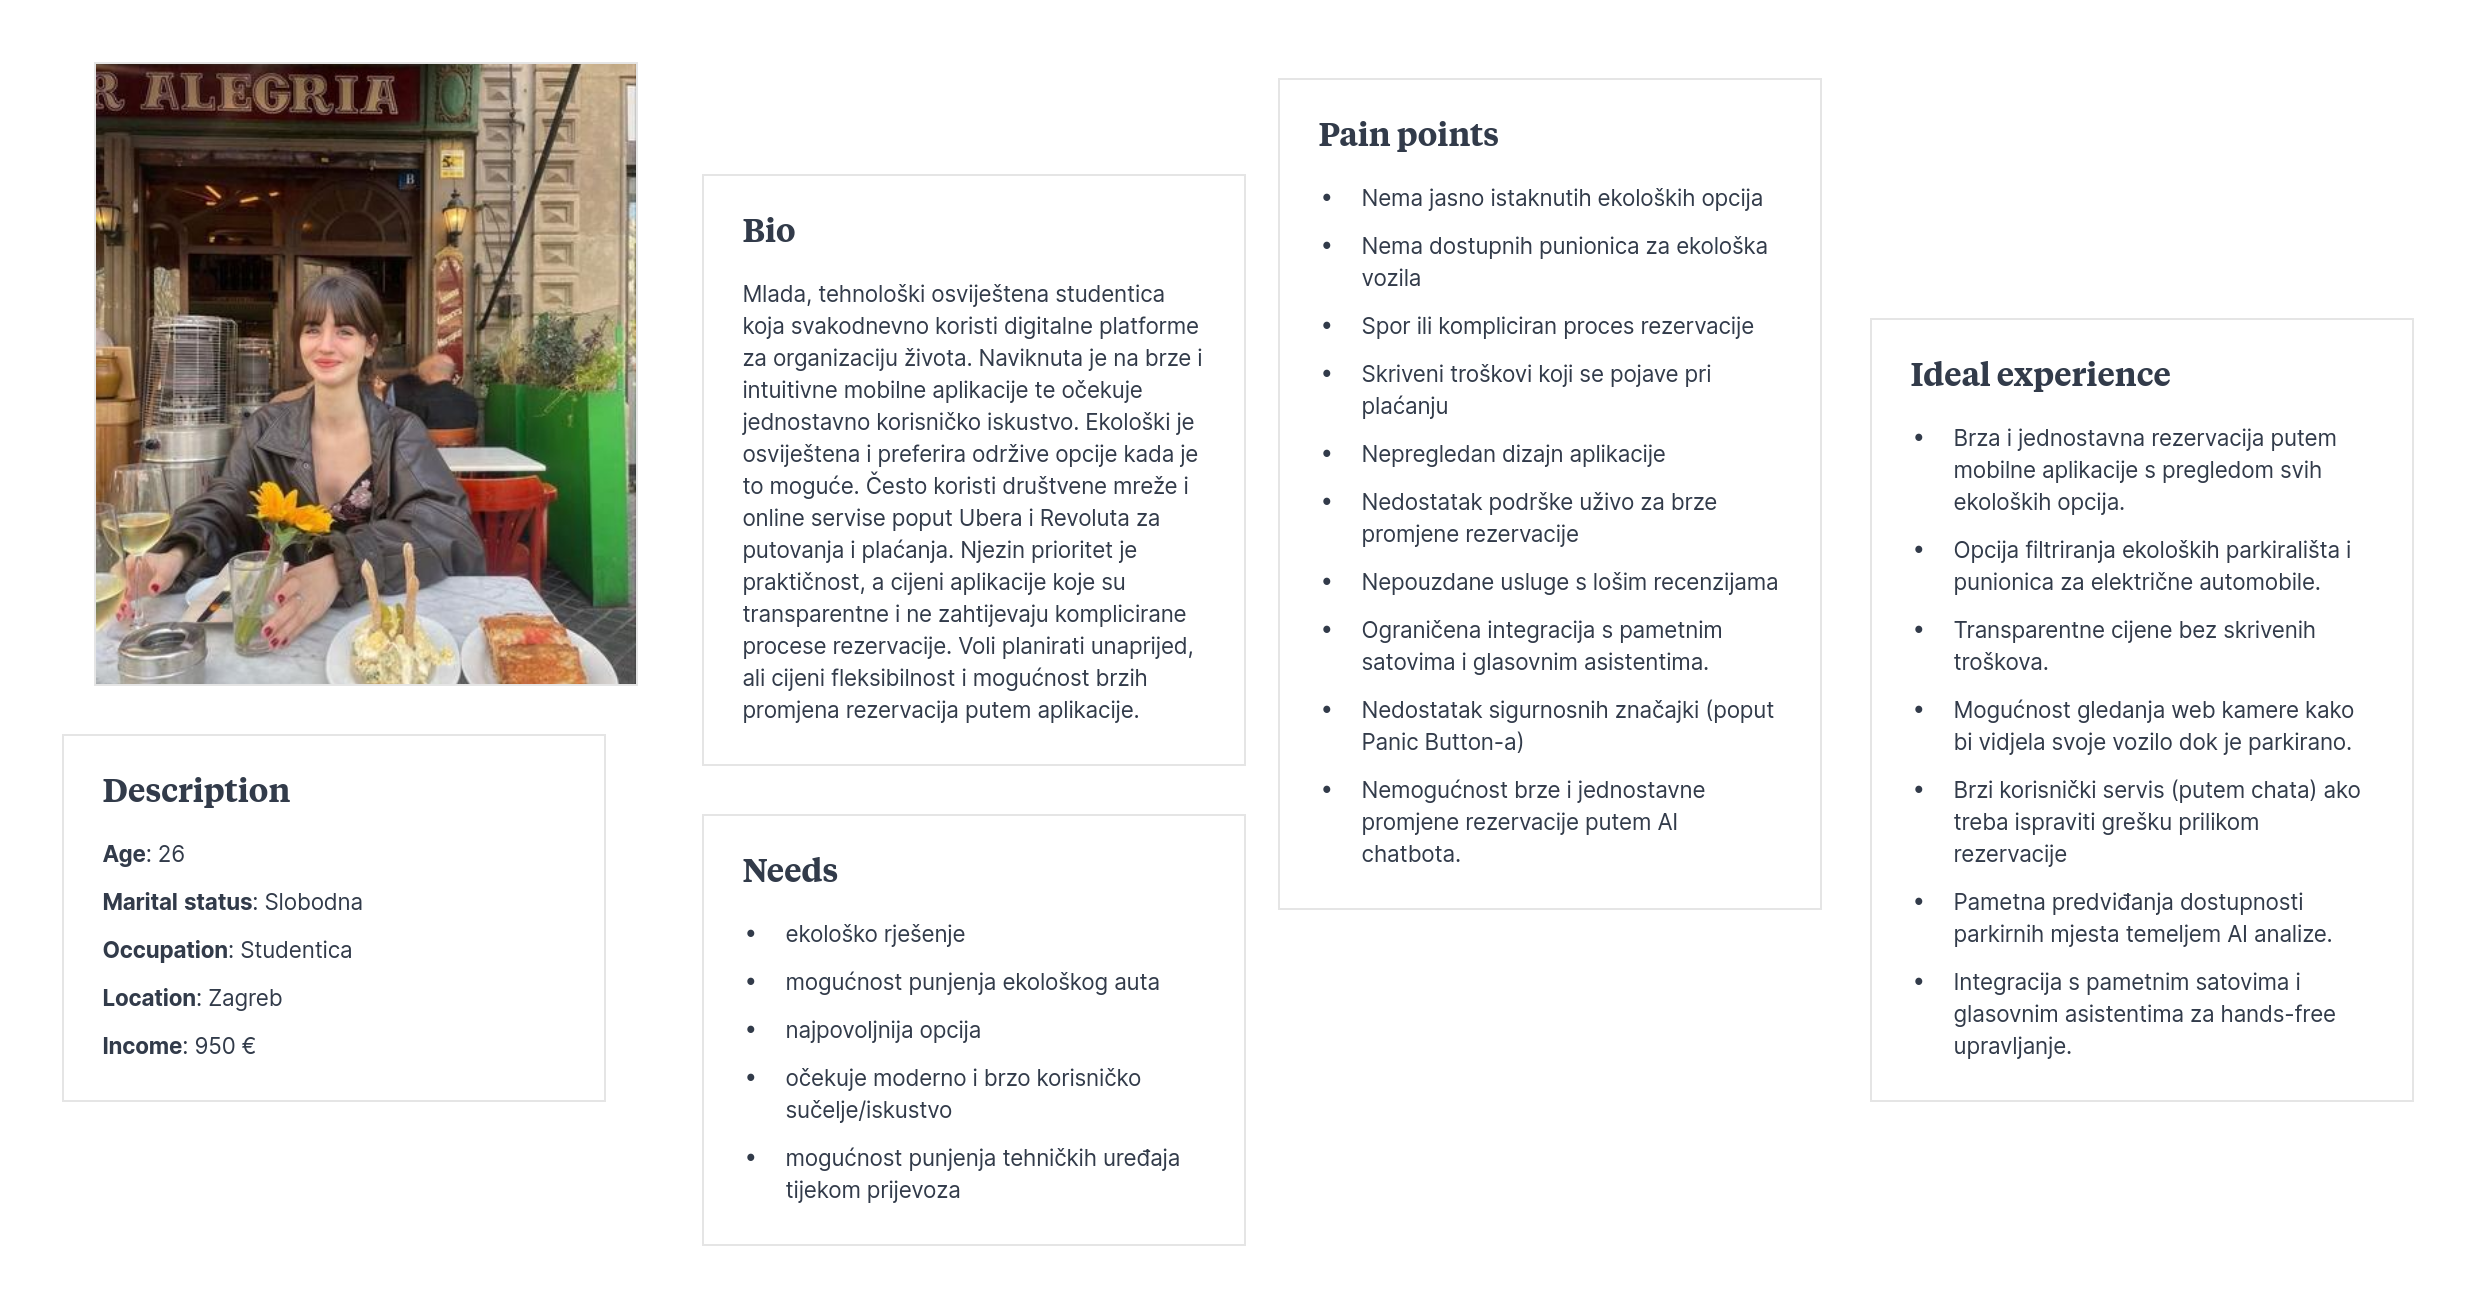 R ALEGRIA
B
Description
Age: 26
Marital status: Slobodna
Occupation: Studentica
Location: Zagreb
Income: 950 €
Bio
Mlada, tehnološki osviještena studentica
koja svakodnevno koristi digitalne platforme
za organizaciju života. Naviknuta je na brze i
intuitivne mobilne aplikacije te očekuje
jednostavno korisničko iskustvo. Ekološki je
osviještena i preferira održive opcije kada je
to moguće. Često koristi društvene mreže i
online servise poput Ubera i Revoluta za
putovanja i plaćanja. Njezin prioritet je
praktičnost, a cijeni aplikacije koje su
transparentne i ne zahtijevaju komplicirane
procese rezervacije. Voli planirati unaprijed,
ali cijeni fleksibilnost i mogućnost brzih
promjena rezervacija putem aplikacije.
Needs
• ekološko rješenje
• mogućnost punjenja ekološkog auta
• najpovoljnija opcija
• očekuje moderno i brzo korisničko
sučelje/iskustvo
• mogućnost punjenja tehničkih uređaja
tijekom prijevoza
Pain points
• Nema jasno istaknutih ekoloških opcija
• Nema dostupnih punionica za ekološka
vozila
• Spor ili kompliciran proces rezervacije
• Skriveni troškovi koji se pojave pri
plaćanju
• Nepregledan dizajn aplikacije
• Nedostatak podrške uživo za brze
promjene rezervacije
• Nepouzdane usluge s lošim recenzijama
• Ograničena integracija s pametnim
satovima i glasovnim asistentima.
• Nedostatak sigurnosnih značajki (poput
Panic Button-a)
• Nemogućnost brze i jednostavne
promjene rezervacije putem AI
chatbota.
Ideal experience
• Brza i jednostavna rezervacija putem
mobilne aplikacije s pregledom svih
ekoloških opcija.
• Opcija filtriranja ekoloških parkirališta i
punionica za električne automobile.
• Transparentne cijene bez skrivenih
troškova.
• Mogućnost gledanja web kamere kako
bi vidjela svoje vozilo dok je parkirano.
• Brzi korisnički servis (putem chata) ako
treba ispraviti grešku prilikom
rezervacije
• Pametna predviđanja dostupnosti
parkirnih mjesta temeljem AI analize.
• Integracija s pametnim satovima i
glasovnim asistentima za hands-free
upravljanje.